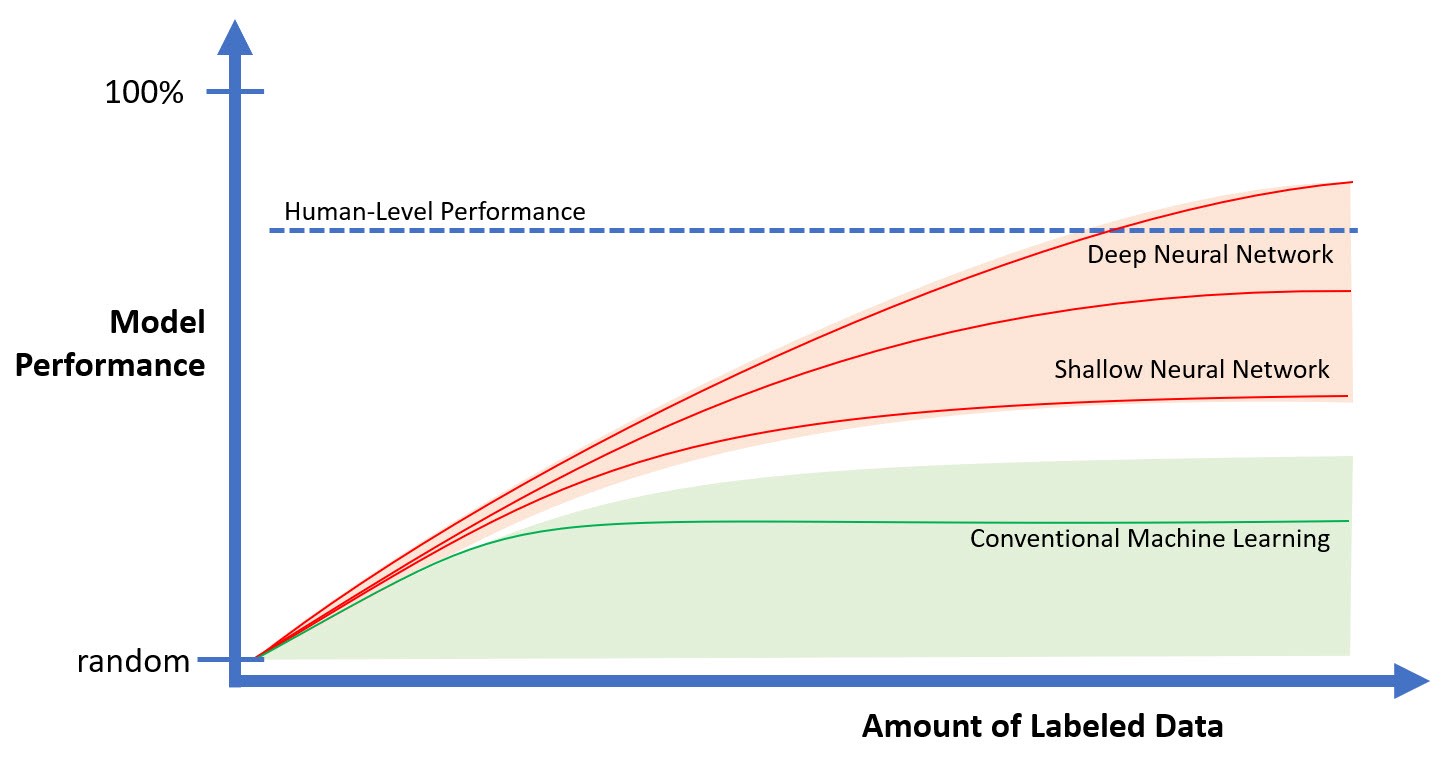 100%
Human-Level Performance
Deep Neural Network
Model
Performance
Shallow Neural Network
Conventional Machine Learning
random
Amount of Labeled Data